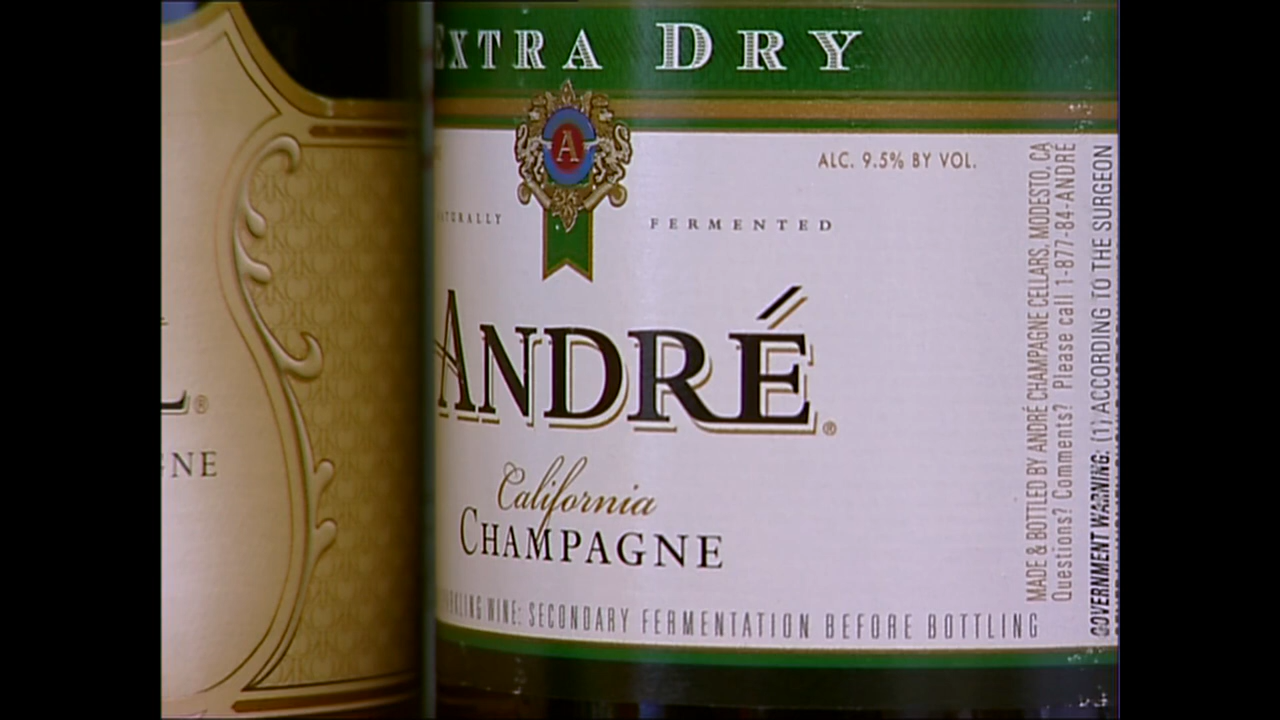 EXTRA DRY
A
ALC. 9.5% BY VOL.
FERMENTED
ANDRÉ®
California
CHAMPAGNE
WINE: SECONDARY FERMENTATION BEFORE BOTTLING
MADE & BOTTLED BY ANDRÉ CHAMPAGNE CELLARS, MODESTO, CA
Questions? Comments? Please call 1-877-84-ANDRÉ
GOVERNMENT WARNING: (1) ACCORDING TO THE SURGEON
®
GNE